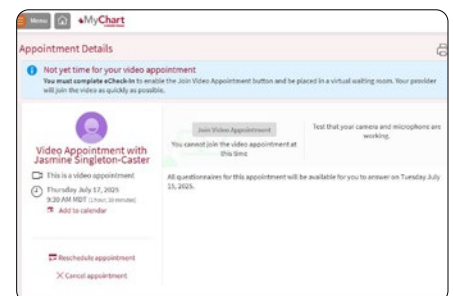 Menu
MyChart
Appointment Details
Not yet time for your video appointment
You must complete eCheck-In to enable the Join Video Appointment button and be placed in a virtual waiting room. Your provider
will join the video as quickly as possible.
Video Appointment with
Jasmine Singleton-Caster
This is a video appointment
Thursday July 17, 2025
9:30 AM MDT (1 hour, 30 minutes)
Add to calendar
Reschedule appointment
Cancel appointment
Join Video Appointment
You cannot join the video appointment at
this time
Test that your camera and microphone are
working.
All questionnaires for this appointment will be available for you to answer on Tuesday July
15, 2025.